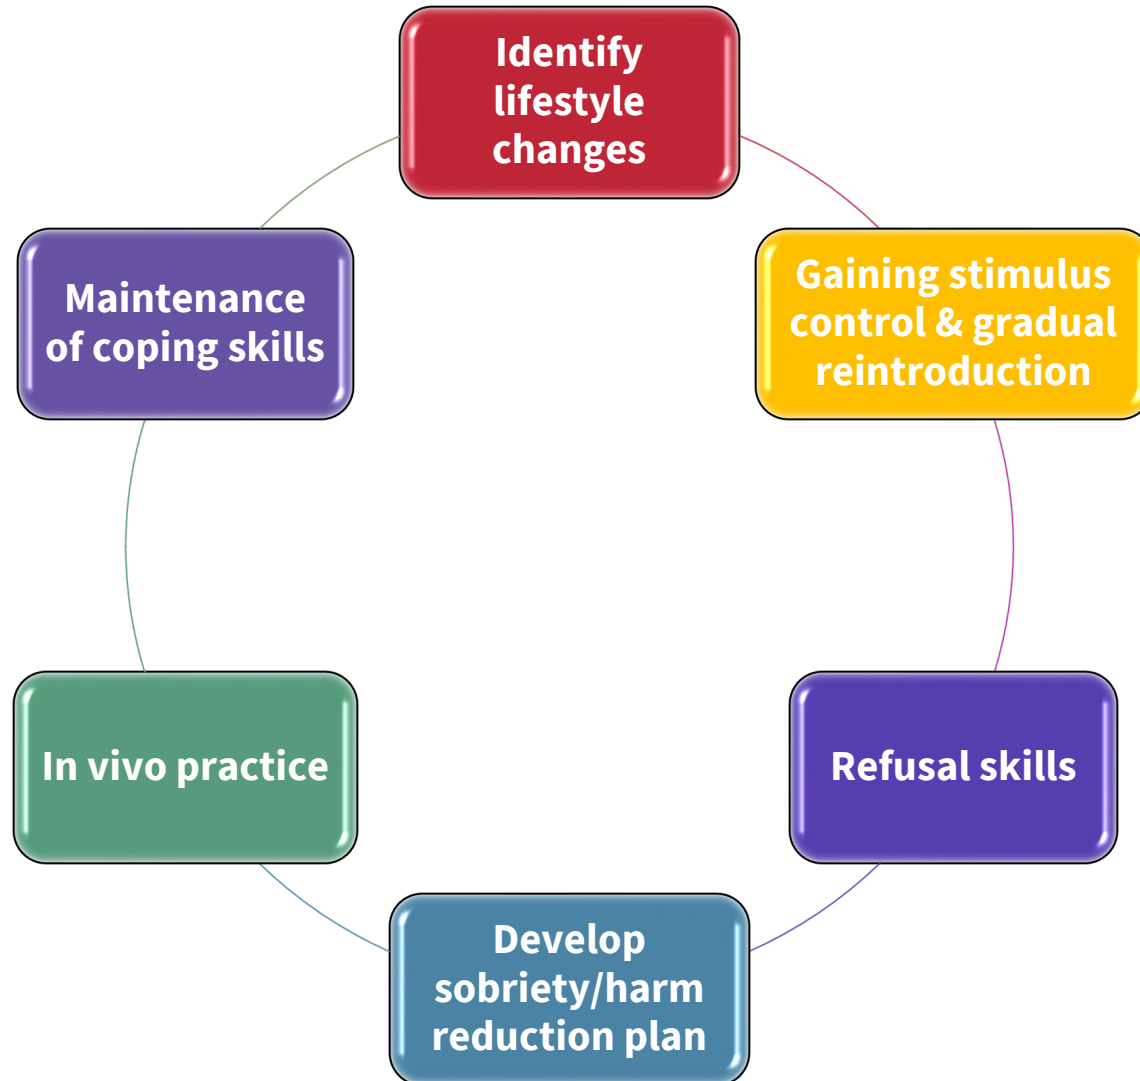 Identify
lifestyle
changes
Gaining stimulus
control & gradual
reintroduction
Refusal skills
Develop
sobriety/harm
reduction plan
In vivo practice
Maintenance
of coping skills